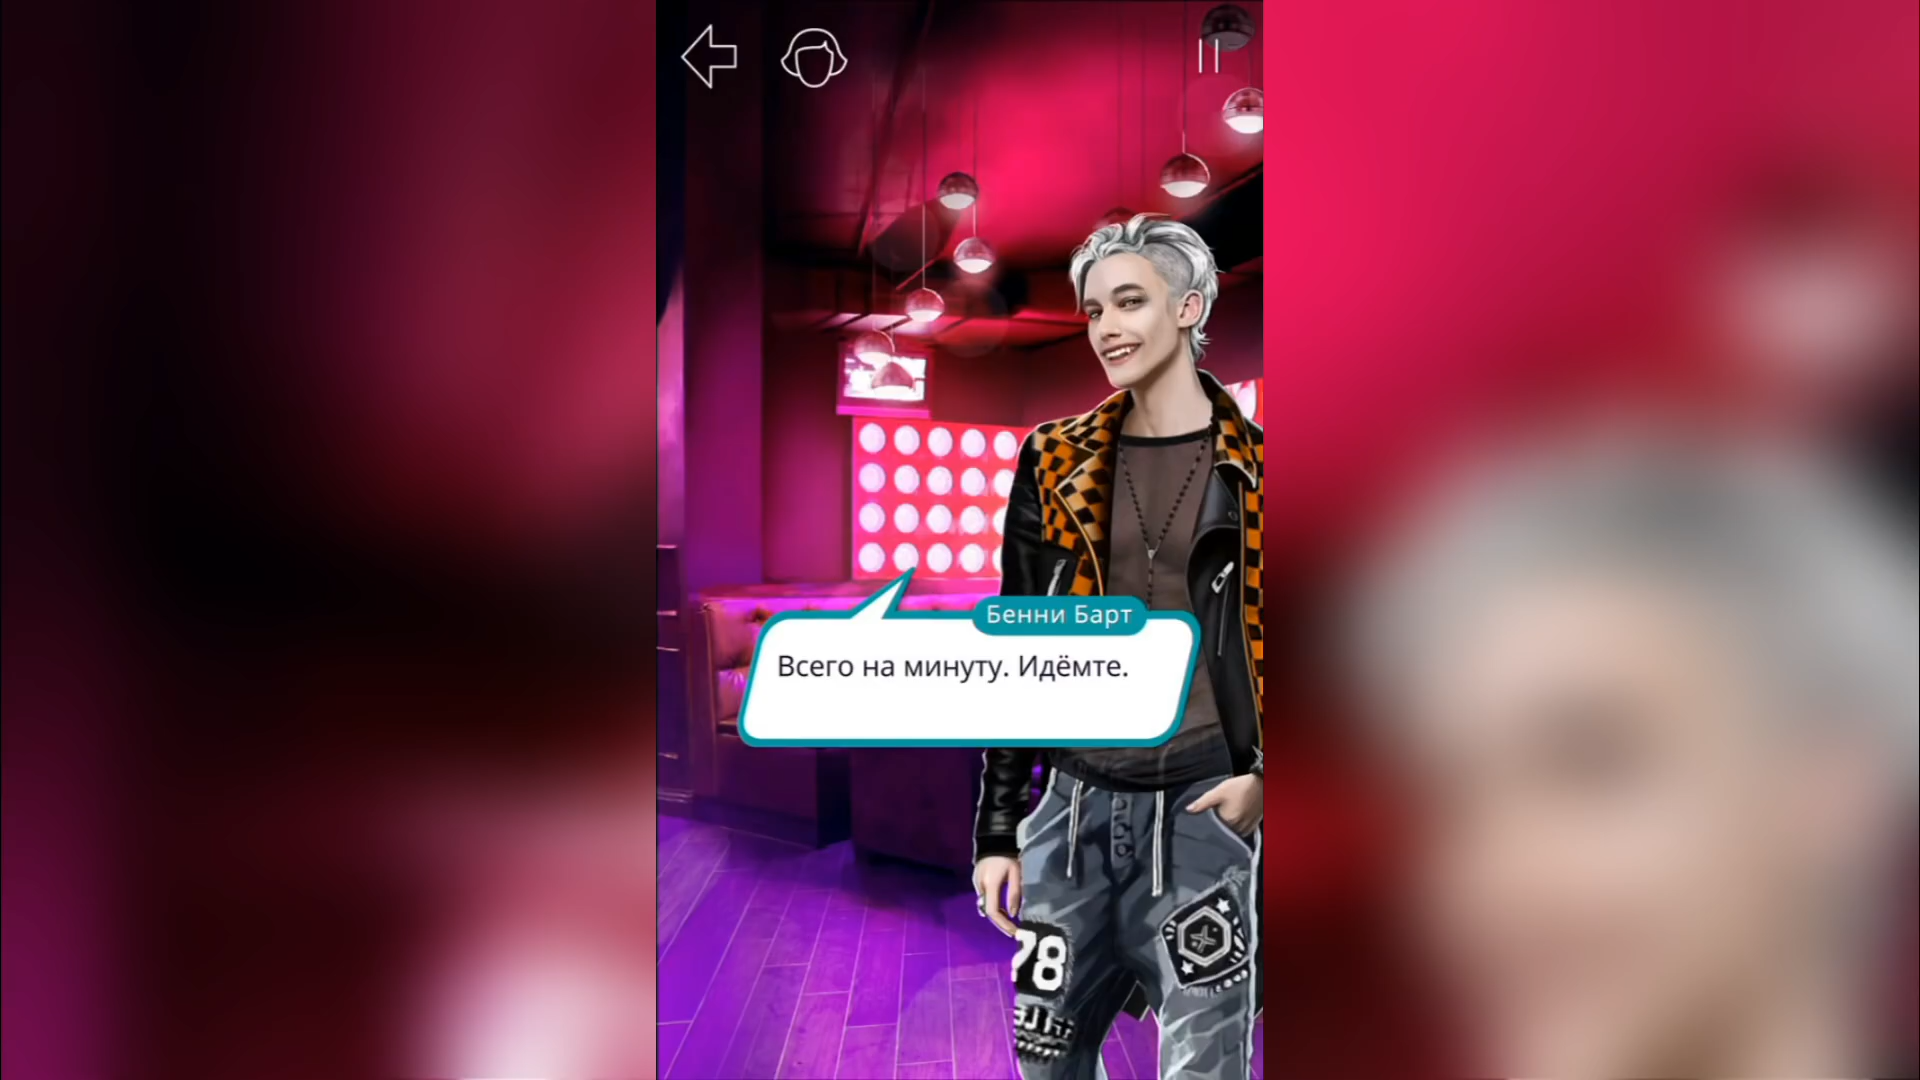 Бенни Барт
Всего на минуту. Идёмте.
78